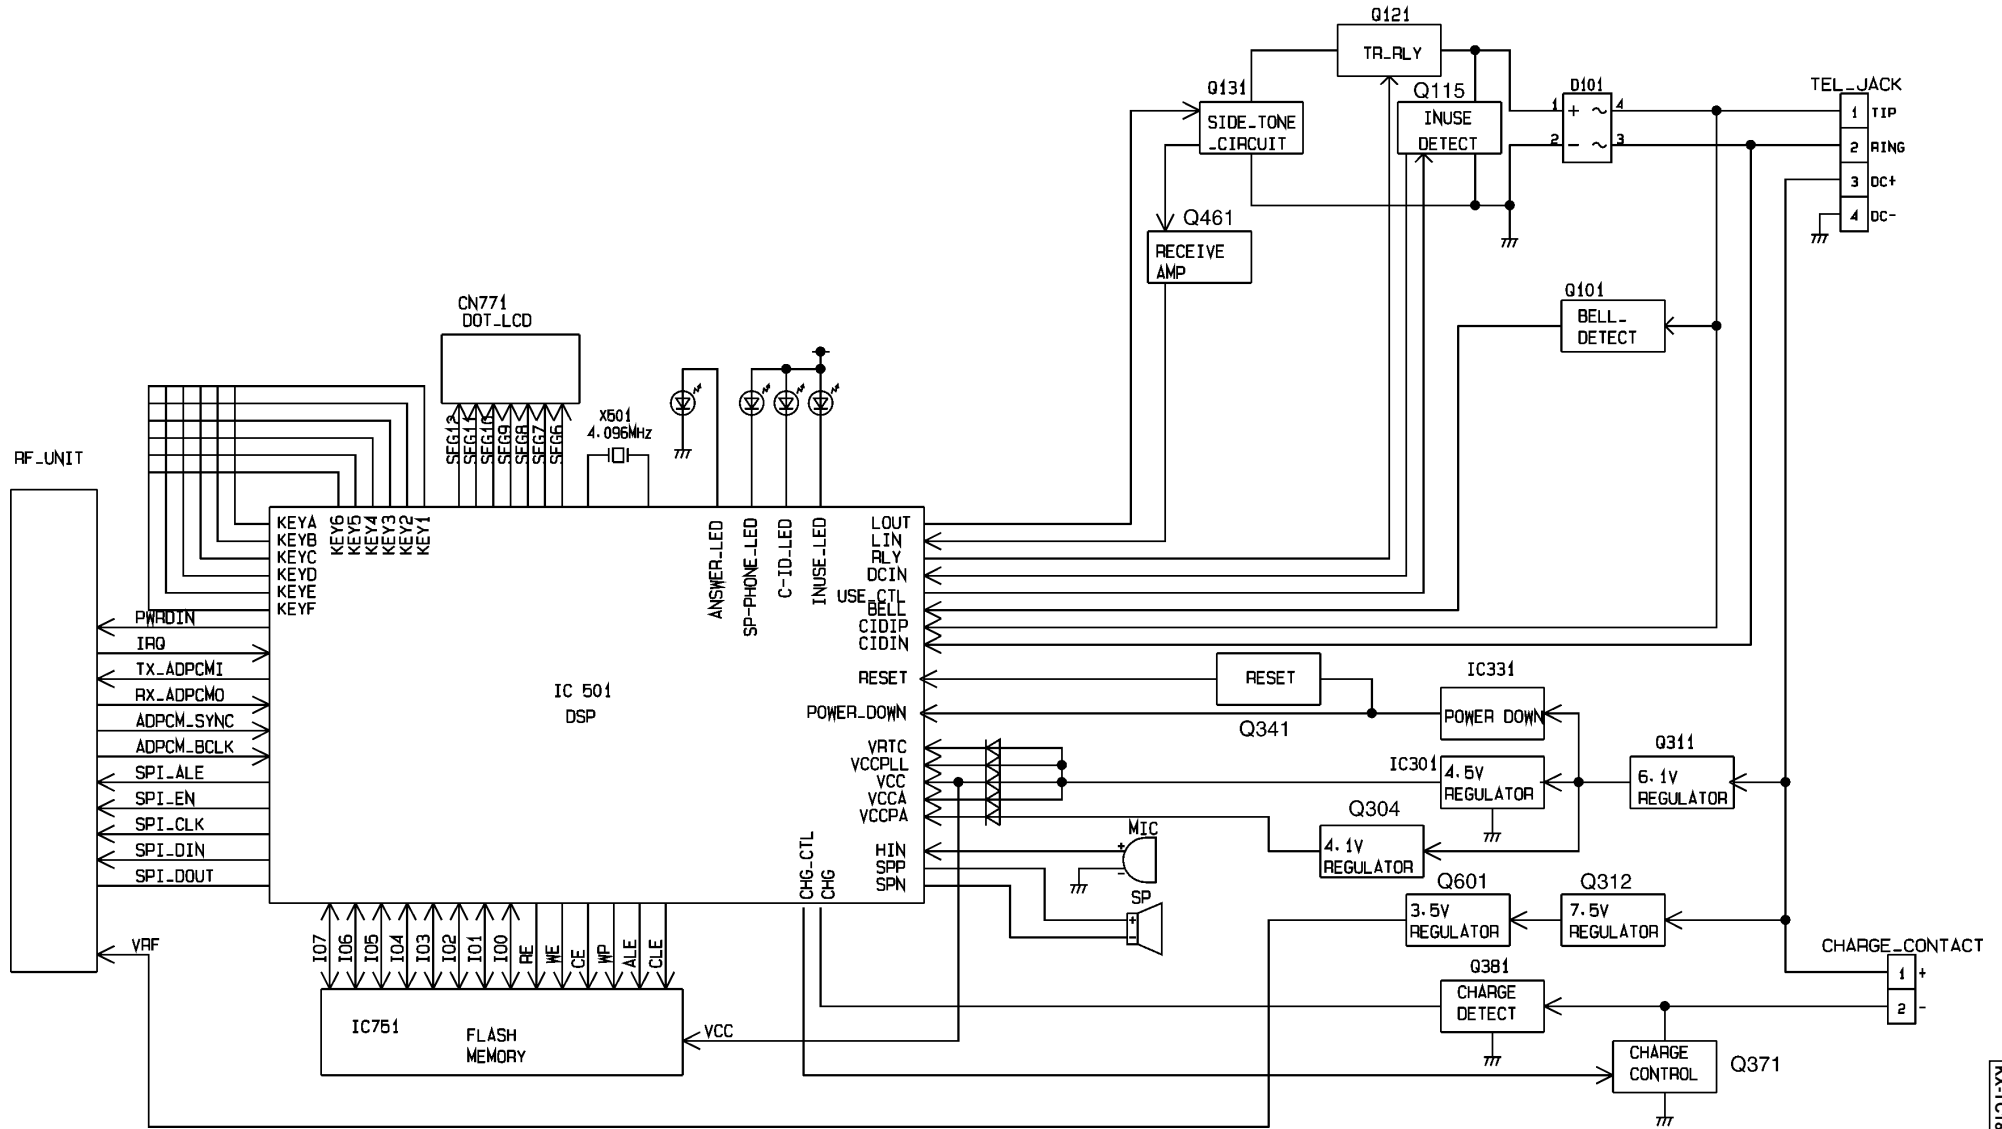 Q121
TR_RLY
Q131
SIDE_TONE
_CIRCUIT
Q115
INUSE
DETECT
D101
1 + ~ 4
2 - ~ 3
TEL_JACK
1 TIP
2 RING
3 DC+
4 DC-
Q461
RECEIVE
AMP
Q101
BELL_
DETECT
CN771
DOT_LCD
SEG12
SEG11
SEG10
SEG9
SEG8
SEG7
SEG6
X501
4.096MHz
RF_UNIT
KEYA
KEYB
KEYC
KEYD
KEYE
KEYF
KEY6
KEY5
KEY4
KEY3
KEY2
KEY1
ANSWER_LED
SP-PHONE_LED
C-ID_LED
INUSE_LED
LOUT
LIN
RLY
DCIN
USE_CTL
BELL
CIDIP
CIDIN
RESET
POWER_DOWN
VRTC
VCCPLL
VCC
VCCA
VCCPA
HIN
SPP
SPN
PWRDIN
IRQ
TX_ADPCMI
RX_ADPCMO
ADPCM_SYNC
ADPCM_BCLK
SPI_ALE
SPI_EN
SPI_CLK
SPI_DIN
SPI_DOUT
VRF
IC 501
DSP
CHG_CTL
CHG
RESET
Q341
IC331
POWER DOWN
IC301
4.5V
REGULATOR
Q311
6.1V
REGULATOR
Q304
4.1V
REGULATOR
MIC
+
-
SP
+
-
Q601
3.5V
REGULATOR
Q312
7.5V
REGULATOR
CHARGE_CONTACT
1 +
2 -
Q381
CHARGE
DETECT
CHARGE
CONTROL
Q371
IO7
IO6
IO5
IO4
IO3
IO2
IO1
IO0
RE
WE
CE
WP
ALE
CLE
IC751
FLASH
MEMORY
VCC